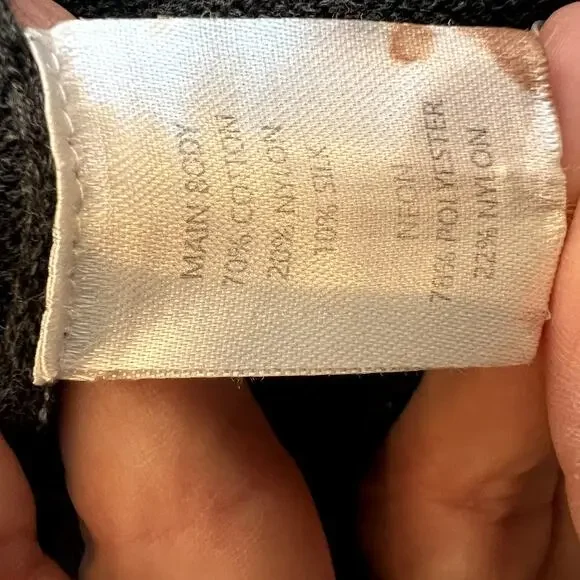 MAIN BODY
70% COTTON
20% NYLON
10% SILK
NEON
78% POLYESTER
22% NYLON